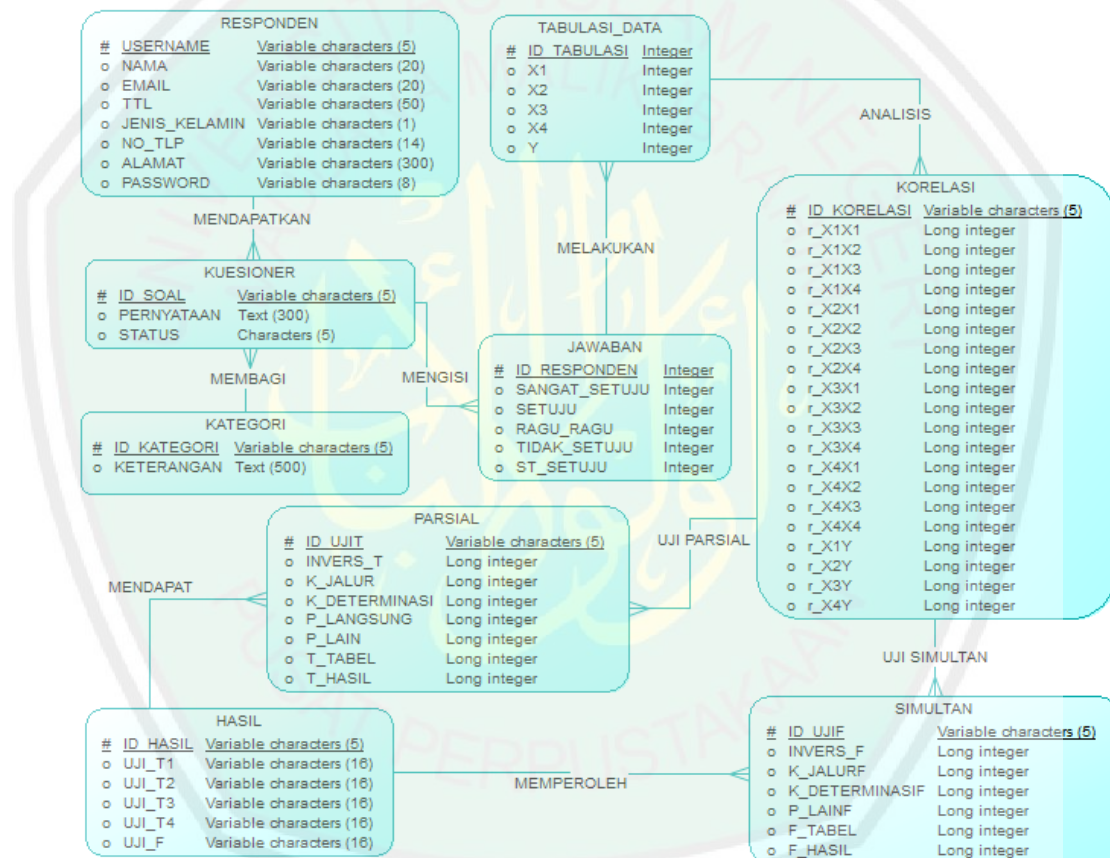 RESPONDEN
# USERNAME Variable characters (5)
o NAMA Variable characters (20)
o EMAIL Variable characters (20)
o TTL Variable characters (50)
o JENIS_KELAMIN Variable characters (1)
o NO_TLP Variable characters (14)
o ALAMAT Variable characters (300)
o PASSWORD Variable characters (8)
TABULASI_DATA
# ID_TABULASI Integer
o X1 Integer
o X2 Integer
o X3 Integer
o X4 Integer
o Y Integer
ANALISIS
MENDAPATKAN
MELAKUKAN
KORELASI
# ID_KORELASI Variable characters (5)
o r_X1X1 Long integer
o r_X1X2 Long integer
o r_X1X3 Long integer
o r_X1X4 Long integer
o r_X2X1 Long integer
o r_X2X2 Long integer
o r_X2X3 Long integer
o r_X2X4 Long integer
o r_X3X1 Long integer
o r_X3X2 Long integer
o r_X3X3 Long integer
o r_X3X4 Long integer
o r_X4X1 Long integer
o r_X4X2 Long integer
o r_X4X3 Long integer
o r_X4X4 Long integer
o r_X1Y Long integer
o r_X2Y Long integer
o r_X3Y Long integer
o r_X4Y Long integer
KUESIONER
# ID_SOAL Variable characters (5)
o PERNYATAAN Text (300)
o STATUS Characters (5)
MEMBAGI
MENGISI
JAWABAN
# ID_RESPONDEN Integer
o SANGAT_SETUJU Integer
o SETUJU Integer
o RAGU_RAGU Integer
o TIDAK_SETUJU Integer
o ST_SETUJU Integer
KATEGORI
# ID_KATEGORI Variable characters (5)
o KETERANGAN Text (500)
PARSIAL
# ID_UJIT Variable characters (5)
o INVERS_T Long integer
o K_JALUR Long integer
o K_DETERMINASI Long integer
o P_LANGSUNG Long integer
o P_LAIN Long integer
o T_TABEL Long integer
o T_HASIL Long integer
UJI PARSIAL
MENDAPAT
UJI SIMULTAN
HASIL
# ID_HASIL Variable characters (5)
o UJI_T1 Variable characters (16)
o UJI_T2 Variable characters (16)
o UJI_T3 Variable characters (16)
o UJI_T4 Variable characters (16)
o UJI_F Variable characters (16)
MEMPEROLEH
SIMULTAN
# ID_UJIF Variable characters (5)
o INVERS_F Long integer
o K_JALURF Long integer
o K_DETERMINASIF Long integer
o P_LAINF Long integer
o F_TABEL Long integer
o F_HASIL Long integer
PUSAT PERPUSTAKAAN